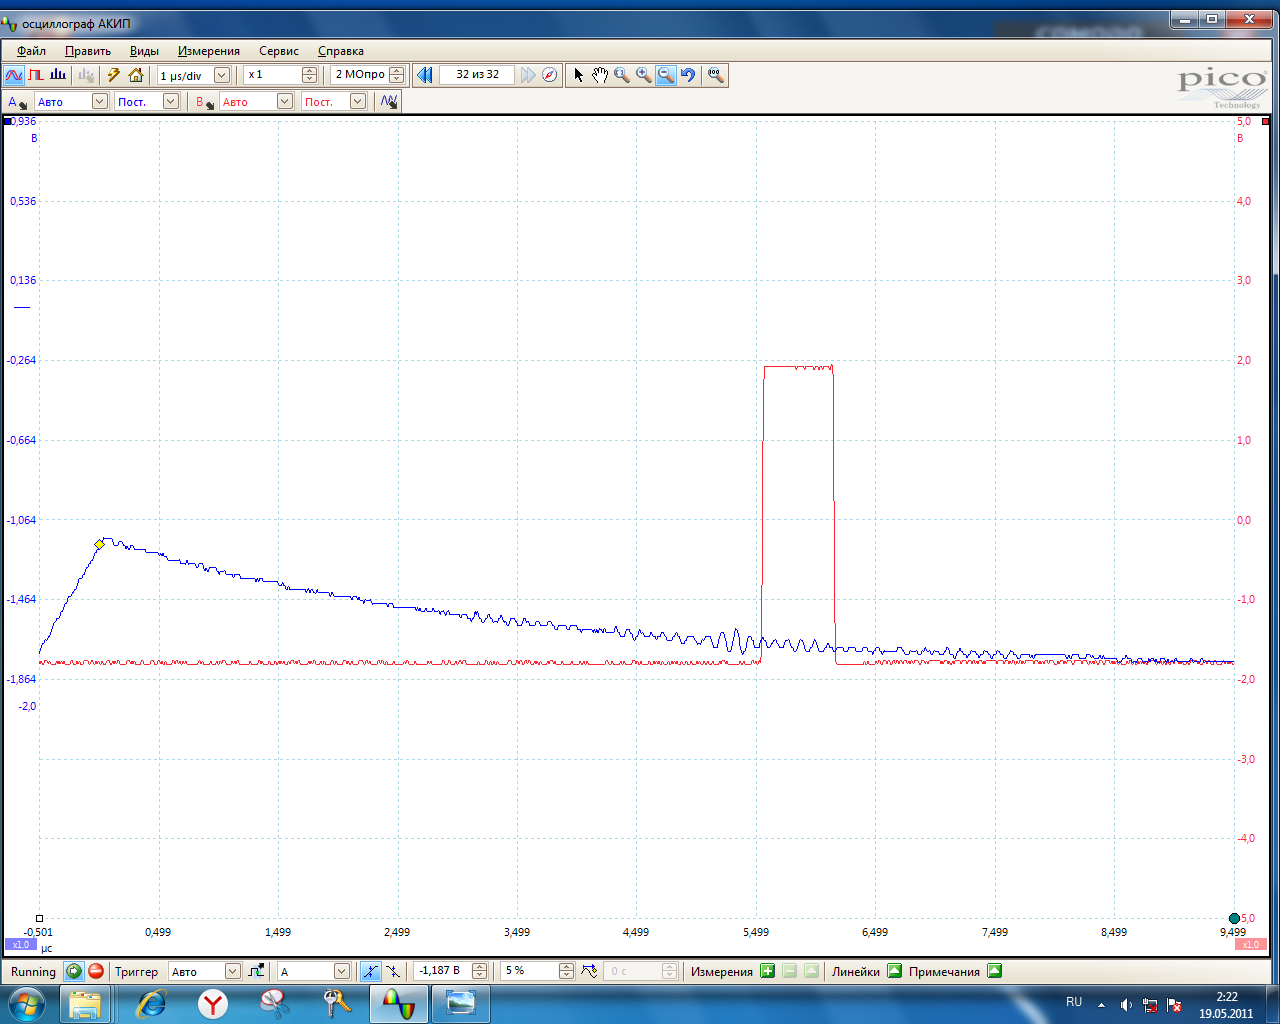 осциллограф АКИП
Файл Править Виды Измерения Сервис Справка
1 µs/div x 1 2 МОпро 32 из 32
A Авто Пост. B Авто Пост.
pico
Technology
0,936 5,0
В В
0,536 4,0
0,136 3,0
-0,264 2,0
-0,664 1,0
-1,064 0,0
-1,464 -1,0
-1,864 -2,0
-2,0
-3,0
-4,0
-5,0
-0,501 0,499 1,499 2,499 3,499 4,499 5,499 6,499 7,499 8,499 9,499
x1,0 µс x1,0
Running Триггер Авто A -1,187 В 5 % 0 с Измерения Линейки Примечания
RU 2:22
19.05.2011